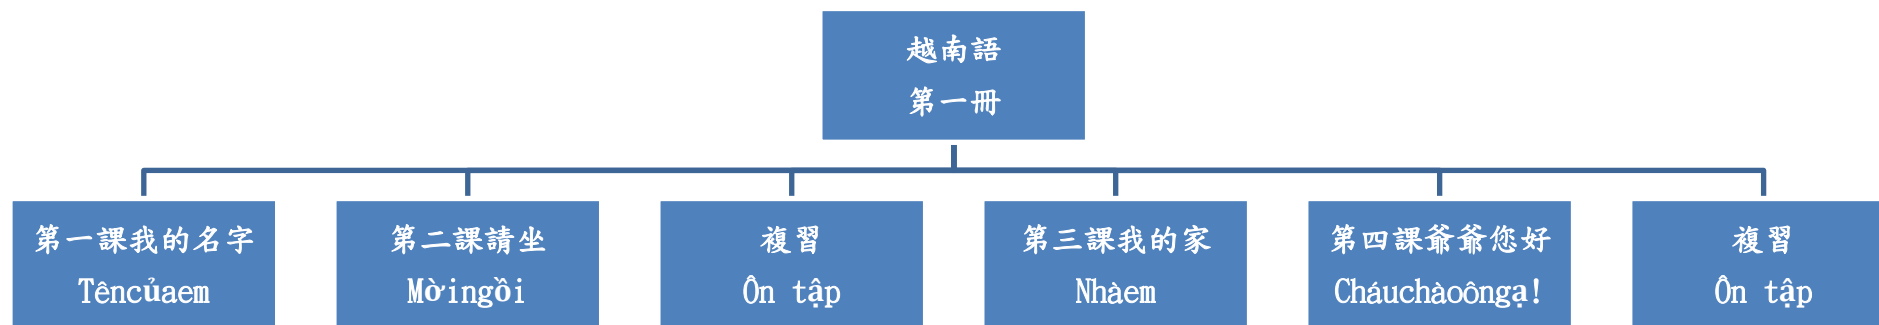 越南語
第一冊
第一課我的名字
Têncủaem
第二課請坐
Mờingồi
複習
Ôn tập
第三課我的家
Nhàem
第四課爺爺您好
Cháuchàoôngạ!
複習
Ôn tập